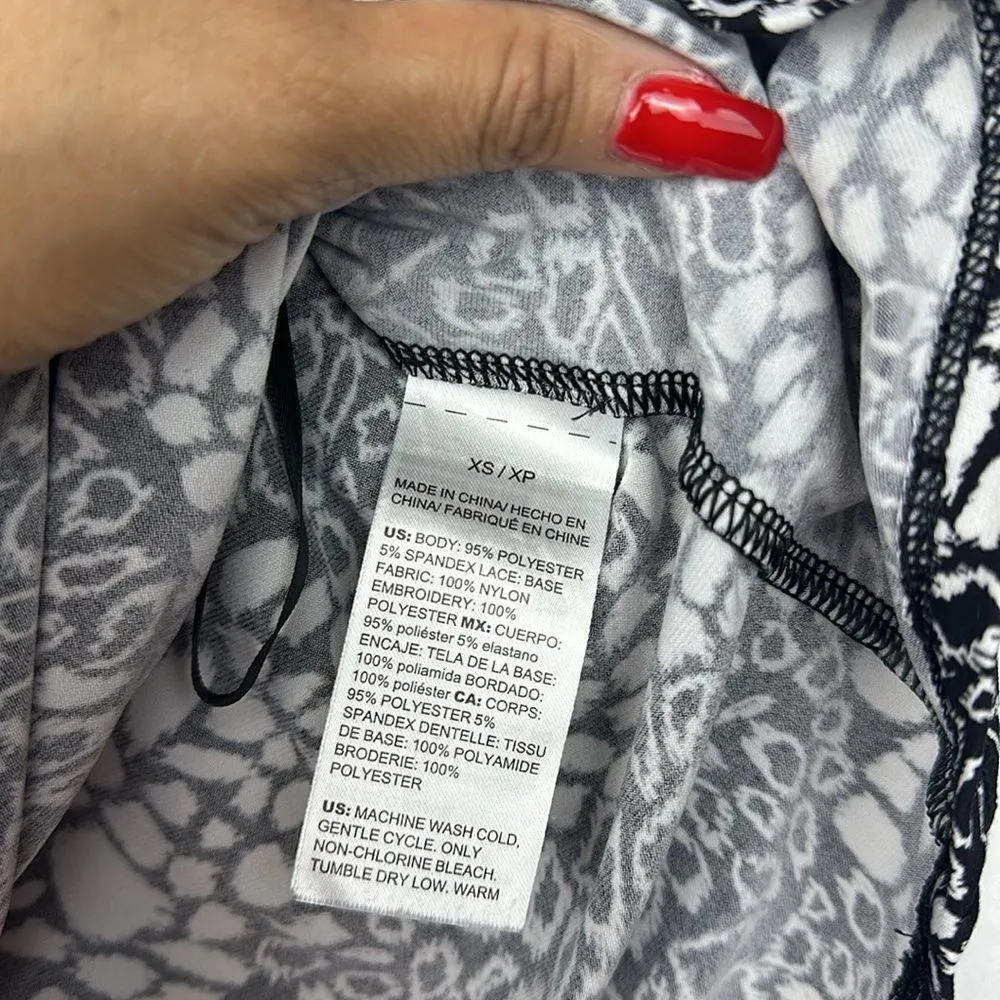 XS / XP
MADE IN CHINA/ HECHO EN
CHINA/ FABRIQUÉ EN CHINE
US: BODY: 95% POLYESTER
5% SPANDEX LACE: BASE
FABRIC: 100% NYLON
EMBROIDERY: 100%
POLYESTER MX: CUERPO:
95% poliéster 5% elastano
ENCAJE: TELA DE LA BASE:
100% poliamida BORDADO:
100% poliéster CA: CORPS:
95% POLYESTER 5%
SPANDEX DENTELLE: TISSU
DE BASE: 100% POLYAMIDE
BRODERIE: 100%
POLYESTER
US: MACHINE WASH COLD,
GENTLE CYCLE. ONLY
NON-CHLORINE BLEACH.
TUMBLE DRY LOW. WARM